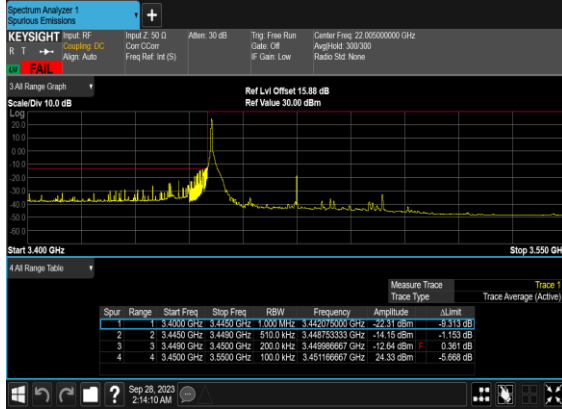 Spectrum Analyzer 1
Spurious Emissions
KEYSIGHT Input: RF Input Z: 50 Ω Atten: 30 dB Trig: Free Run Center Freq: 22.005000000 GHz
R T Coupling: DC Corr CCorr Gate: Off Avg|Hold: 300/300
Align: Auto Freq Ref: Int (S) IF Gain: Low Radio Std: None
FAIL
3 All Range Graph
Ref Lvl Offset 15.88 dB
Scale/Div 10.0 dB Ref Value 30.00 dBm
Log
20.0
10.0
0.00
-10.0
-20.0
-30.0
-40.0
-50.0
-60.0
Start 3.400 GHz Stop 3.550 GH
4 All Range Table
Measure Trace Trace 1
Trace Type Trace Average (Active)
Spur Range Start Freq Stop Freq RBW Frequency Amplitude ΔLimit
1 1 3.4000 GHz 3.4450 GHz 1.000 MHz 3.442075000 GHz -22.31 dBm -9.313 dB
2 2 3.4450 GHz 3.4490 GHz 510.0 kHz 3.448753333 GHz -14.15 dBm -1.153 dB
3 3 3.4490 GHz 3.4500 GHz 200.0 kHz 3.449986667 GHz -12.64 dBm F 0.361 dB
4 4 3.4500 GHz 3.5500 GHz 100.0 kHz 3.451166667 GHz 24.33 dBm -5.668 dB
Sep 28, 2023
2:14:10 AM